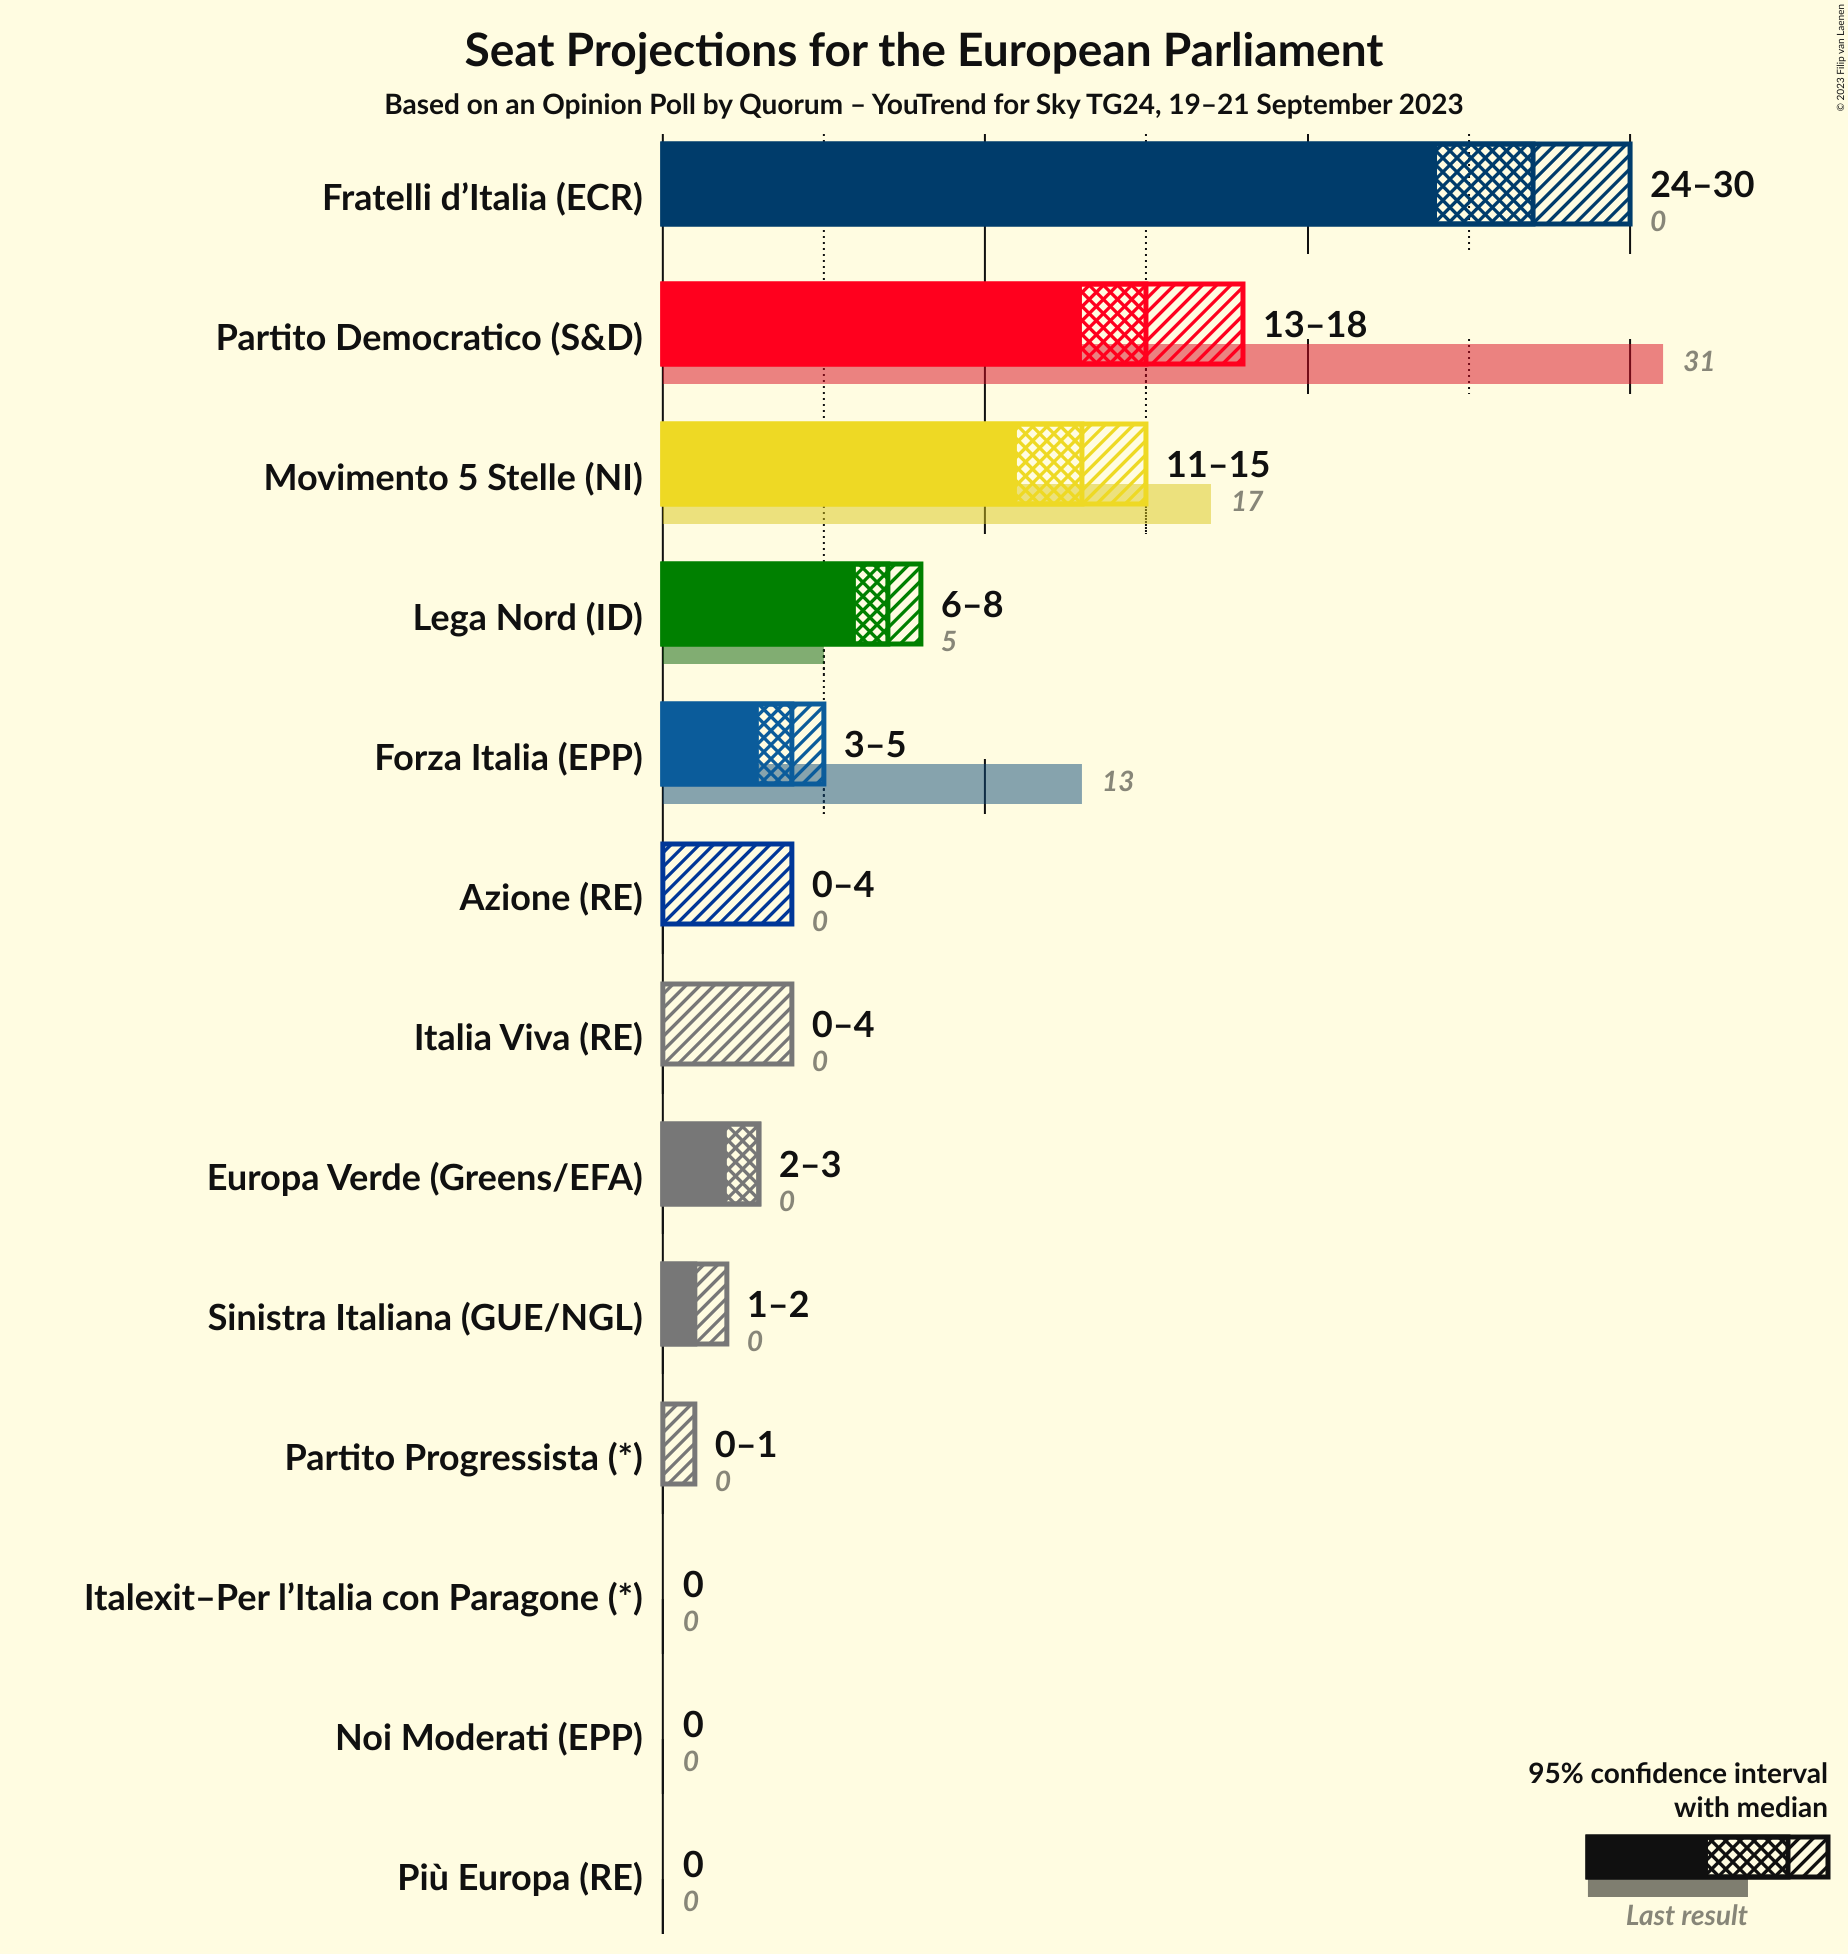 Seat Projections for the European Parliament
Based on an Opinion Poll by Quorum – YouTrend for Sky TG24, 19–21 September 2023
© 2023 Filip van Laenen
Fratelli d’Italia (ECR)
24–30
0
Partito Democratico (S&D)
13–18
31
Movimento 5 Stelle (NI)
11–15
17
Lega Nord (ID)
6–8
5
Forza Italia (EPP)
3–5
13
Azione (RE)
0–4
0
Italia Viva (RE)
0–4
0
Europa Verde (Greens/EFA)
2–3
0
Sinistra Italiana (GUE/NGL)
1–2
0
Partito Progressista (*)
0–1
0
Italexit–Per l’Italia con Paragone (*)
0
0
Noi Moderati (EPP)
0
0
Più Europa (RE)
0
0
95% confidence interval
with median
Last result